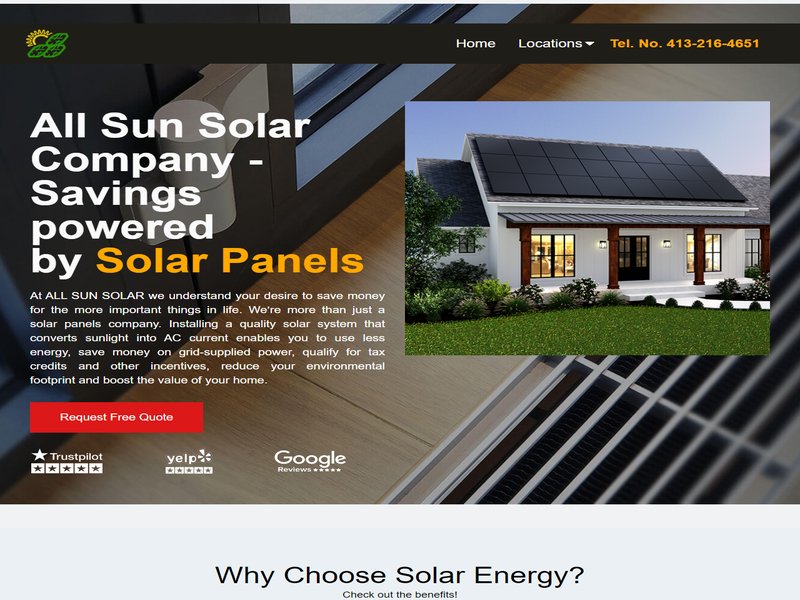 Home Locations Tel. No. 413-216-4651
All Sun Solar
Company -
Savings
powered
by Solar Panels
At ALL SUN SOLAR we understand your desire to save money
for the more important things in life. We're more than just a
solar panels company. Installing a quality solar system that
converts sunlight into AC current enables you to use less
energy, save money on grid-supplied power, qualify for tax
credits and other incentives, reduce your environmental
footprint and boost the value of your home.
Request Free Quote
Trustpilot
yelp
Google
Reviews
Why Choose Solar Energy?
Check out the benefits!